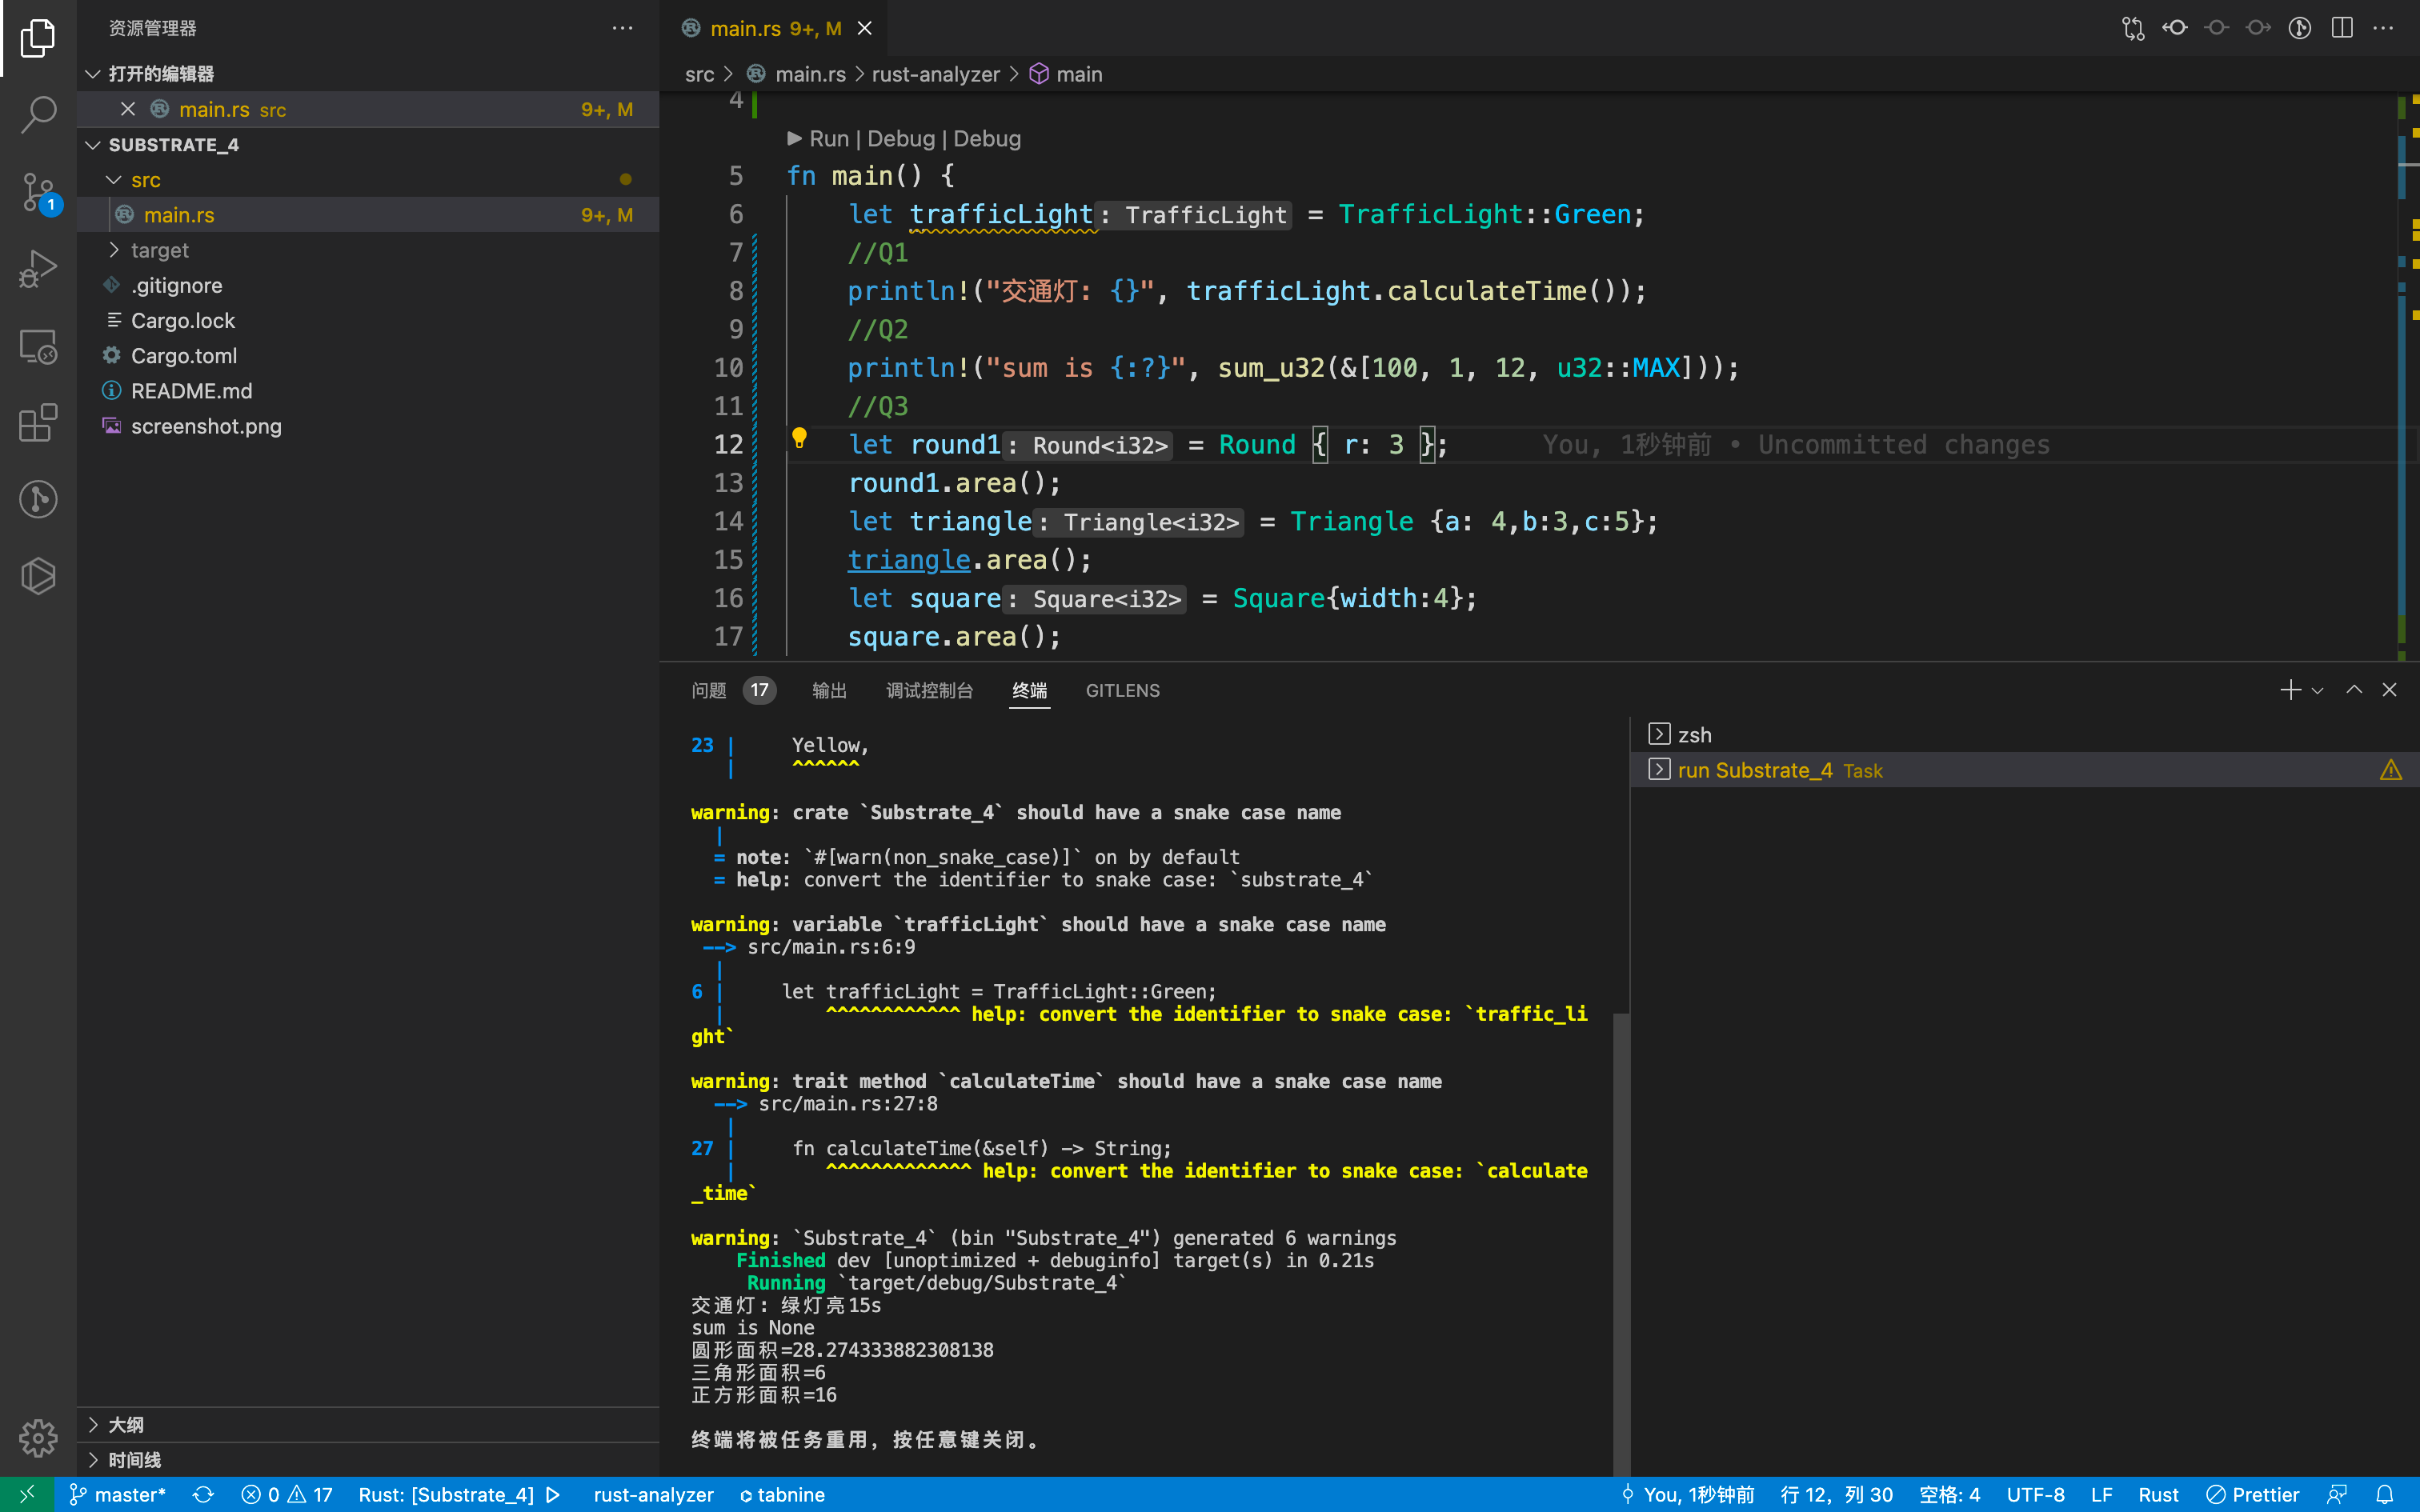 资源管理器 ···
打开的编辑器
main.rs src 9+, M
SUBSTRATE_4
src
main.rs 9+, M
target
.gitignore
Cargo.lock
Cargo.toml
README.md
screenshot.png
大纲
时间线
1
main.rs 9+, M
src > main.rs > rust-analyzer > main
4
Run | Debug | Debug
5 fn main() {
6 let trafficLight: TrafficLight = TrafficLight::Green;
7 //Q1
8 println!("交通灯: {}", trafficLight.calculateTime());
9 //Q2
10 println!("sum is {:?}", sum_u32(&[100, 1, 12, u32::MAX]));
11 //Q3
12 let round1: Round<i32> = Round { r: 3 }; You, 1秒钟前 • Uncommitted changes
13 round1.area();
14 let triangle: Triangle<i32> = Triangle {a: 4,b:3,c:5};
15 triangle.area();
16 let square: Square<i32> = Square{width:4};
17 square.area();
问题 17 输出 调试控制台 终端 GITLENS
23 | Yellow,
| ^^^^^^
warning: crate `Substrate_4` should have a snake case name
|
= note: `#[warn(non_snake_case)]` on by default
= help: convert the identifier to snake case: `substrate_4`
warning: variable `trafficLight` should have a snake case name
--> src/main.rs:6:9
|
6 | let trafficLight = TrafficLight::Green;
| ^^^^^^^^^^^^ help: convert the identifier to snake case: `traffic_li
ght`
warning: trait method `calculateTime` should have a snake case name
--> src/main.rs:27:8
|
27 | fn calculateTime(&self) -> String;
| ^^^^^^^^^^^^^ help: convert the identifier to snake case: `calculate
_time`
warning: `Substrate_4` (bin "Substrate_4") generated 6 warnings
Finished dev [unoptimized + debuginfo] target(s) in 0.21s
Running `target/debug/Substrate_4`
交通灯: 绿灯亮15s
sum is None
圆形面积=28.274333882308138
三角形面积=6
正方形面积=16
终端将被任务重用，按任意键关闭。
zsh
run Substrate_4 Task
master* 0 17 Rust: [Substrate_4] rust-analyzer tabnine You, 1秒钟前 行 12，列 30 空格: 4 UTF-8 LF Rust Prettier